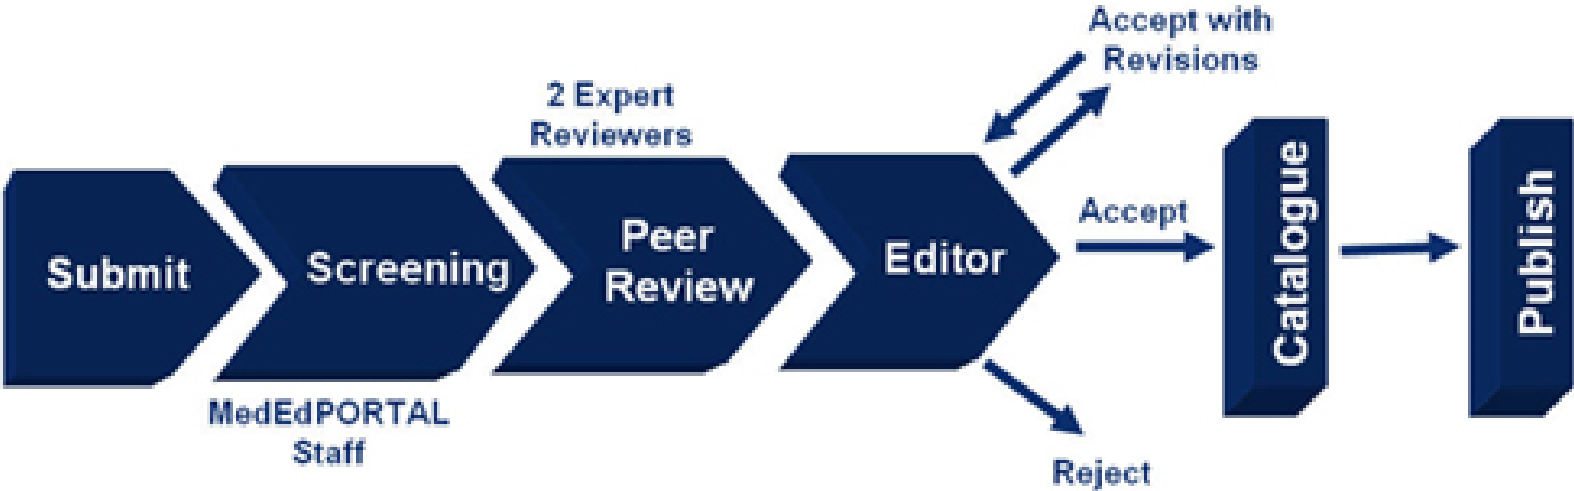 Submit
Screening
MedEdPORTAL
Staff
2 Expert
Reviewers
Peer
Review
Editor
Accept with
Revisions
Accept
Reject
Catalogue
Publish